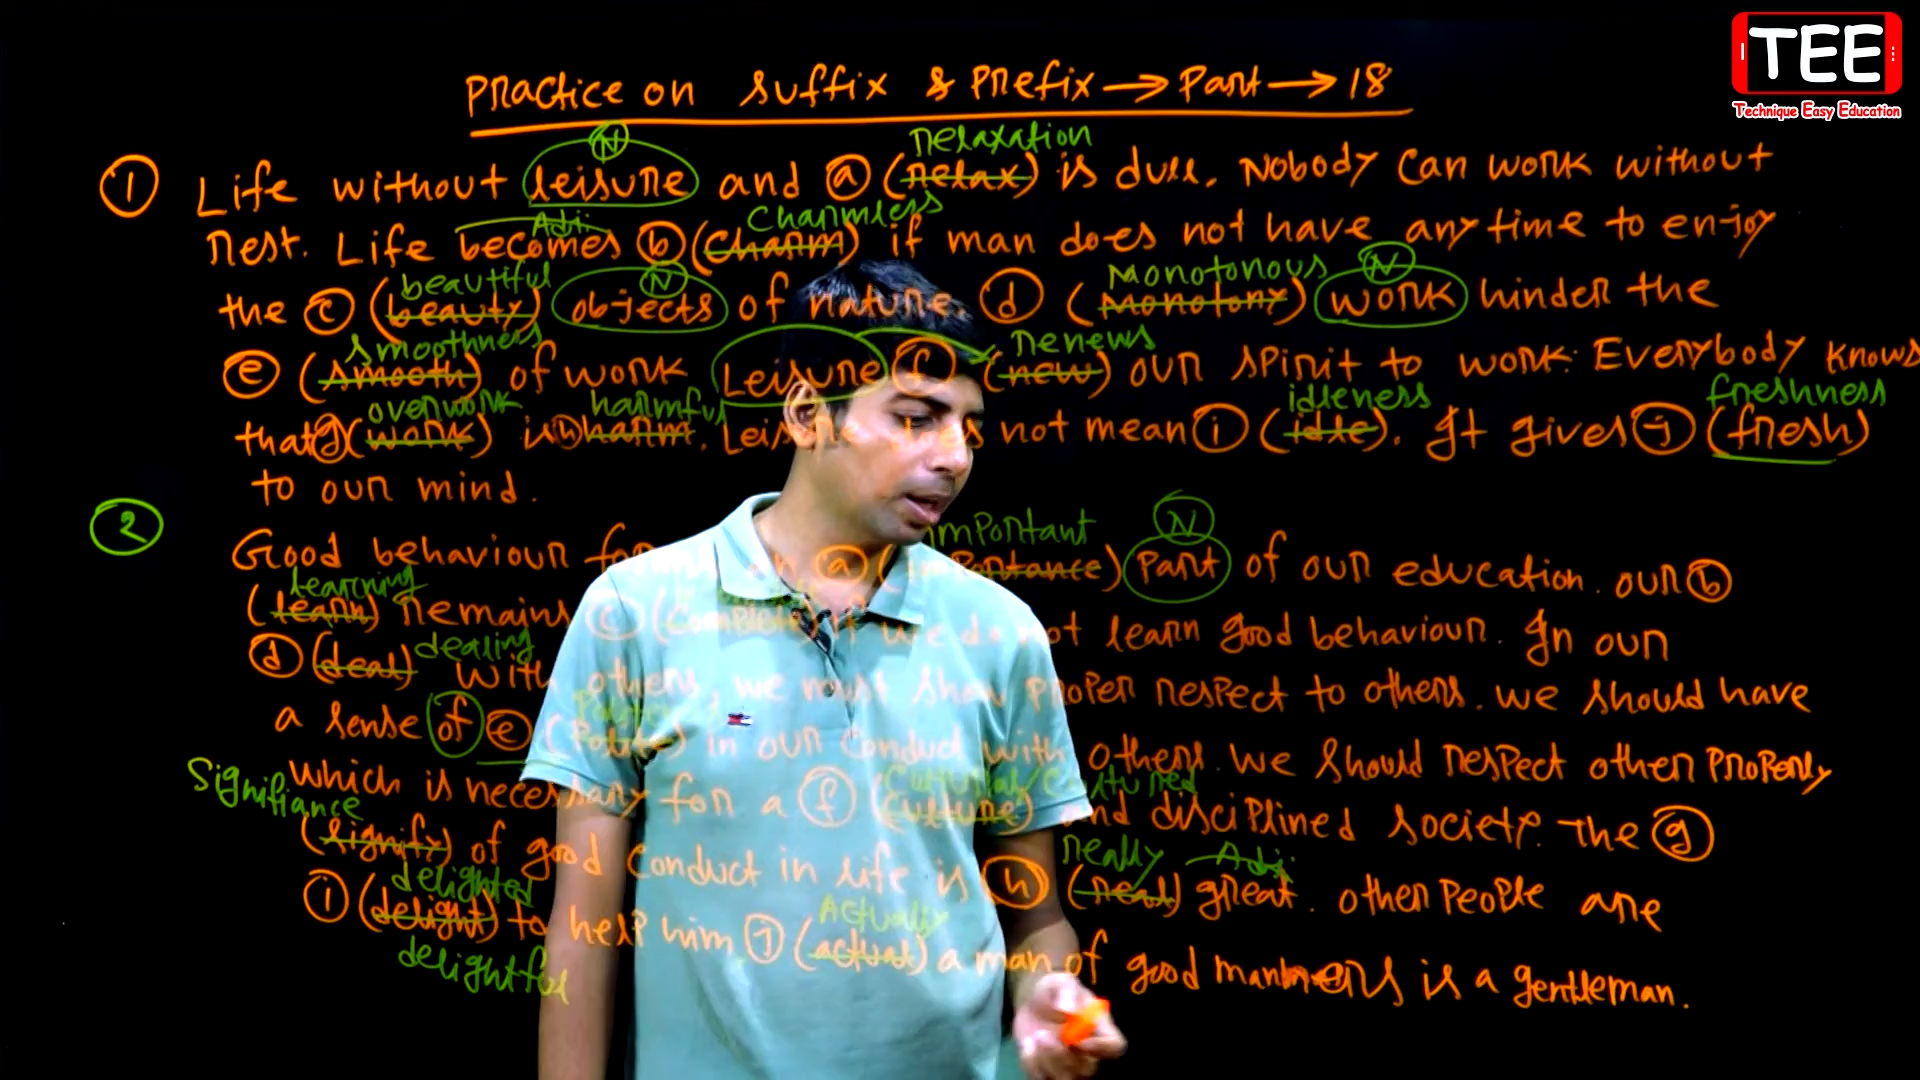 TEE
Technique Easy Education
Practice on suffix & Prefix → Part → 18
N relaxation
① Life without leisure and ⓐ (relax) is dull. Nobody can work without
Adj. Charmless
rest. Life becomes ⓑ (charm) if man does not have any time to enjoy
beautiful N Monotonous N
the ⓒ (beauty) objects of nature. ⓓ (Monotony) work hinder the
smoothness renews
ⓔ (smooth) of work Leisure ⓕ (new) our spirit to work. Everybody knows
overwork harmful idleness freshness
that ⓖ (work) is ⓗ harm. not mean ⓘ (idle). It gives ⓙ (fresh)
to our mind.
important N
② Good behaviour ⓐ (importance) part of our education. our ⓑ
learning
(learn) remains ⓒ (complete) if we do not learn good behaviour. In our
dealing
ⓓ (deal) with others, we must show proper respect to others. we should have
a sense of ⓔ (Polite) in our conduct with others. we should respect other properly
Cultural/Cultured
which is necessary for a ⓕ (culture) and disciplined society. The ⓖ
Signifiance really Adj.
(signify) of good conduct in life is ⓗ (real) great. other people are
delighted Actually
ⓘ (delight) to help him. ⓙ (actual) a man of good manners is a gentleman.
delightful